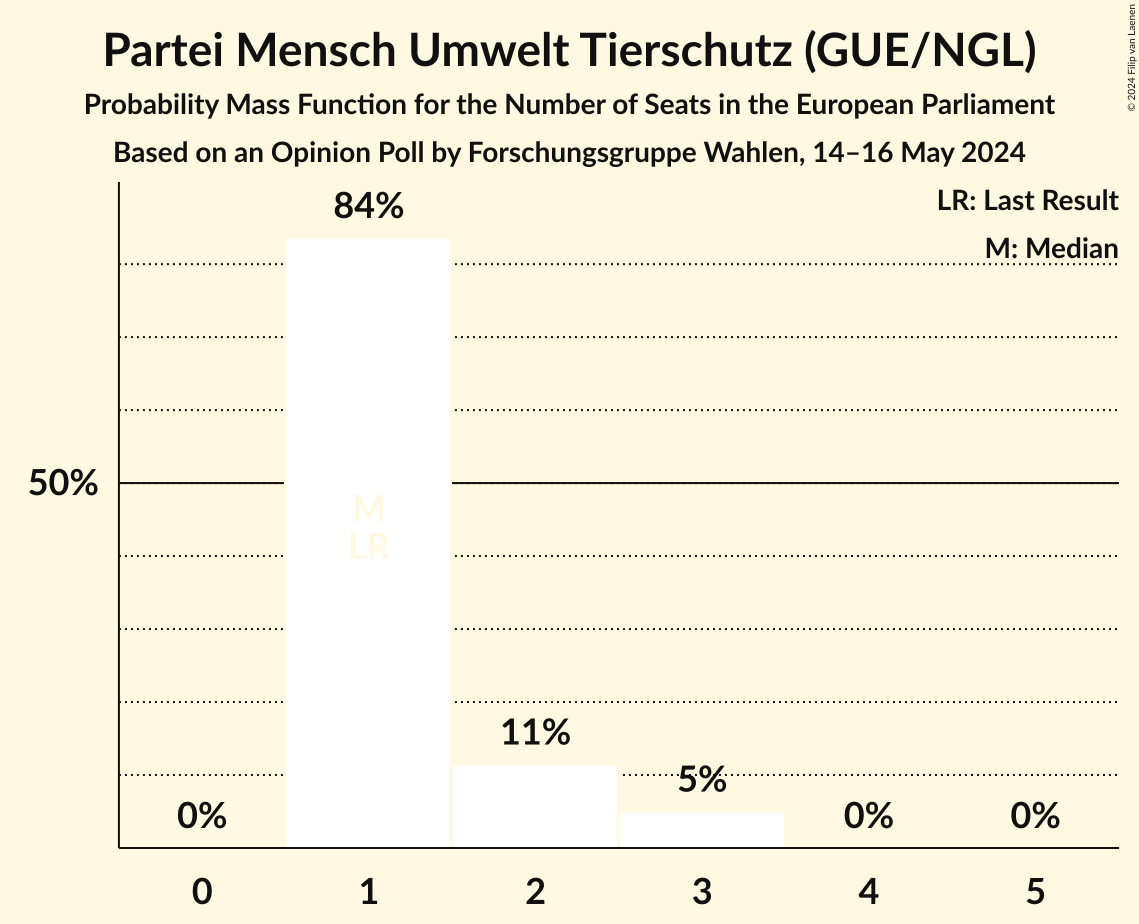 Partei Mensch Umwelt Tierschutz (GUE/NGL)
Probability Mass Function for the Number of Seats in the European Parliament
Based on an Opinion Poll by Forschungsgruppe Wahlen, 14–16 May 2024
© 2024 Filip van Laenen
LR: Last Result
M: Median
84%
50%
M
LR
11%
5%
0%
0%
0%
0 1 2 3 4 5